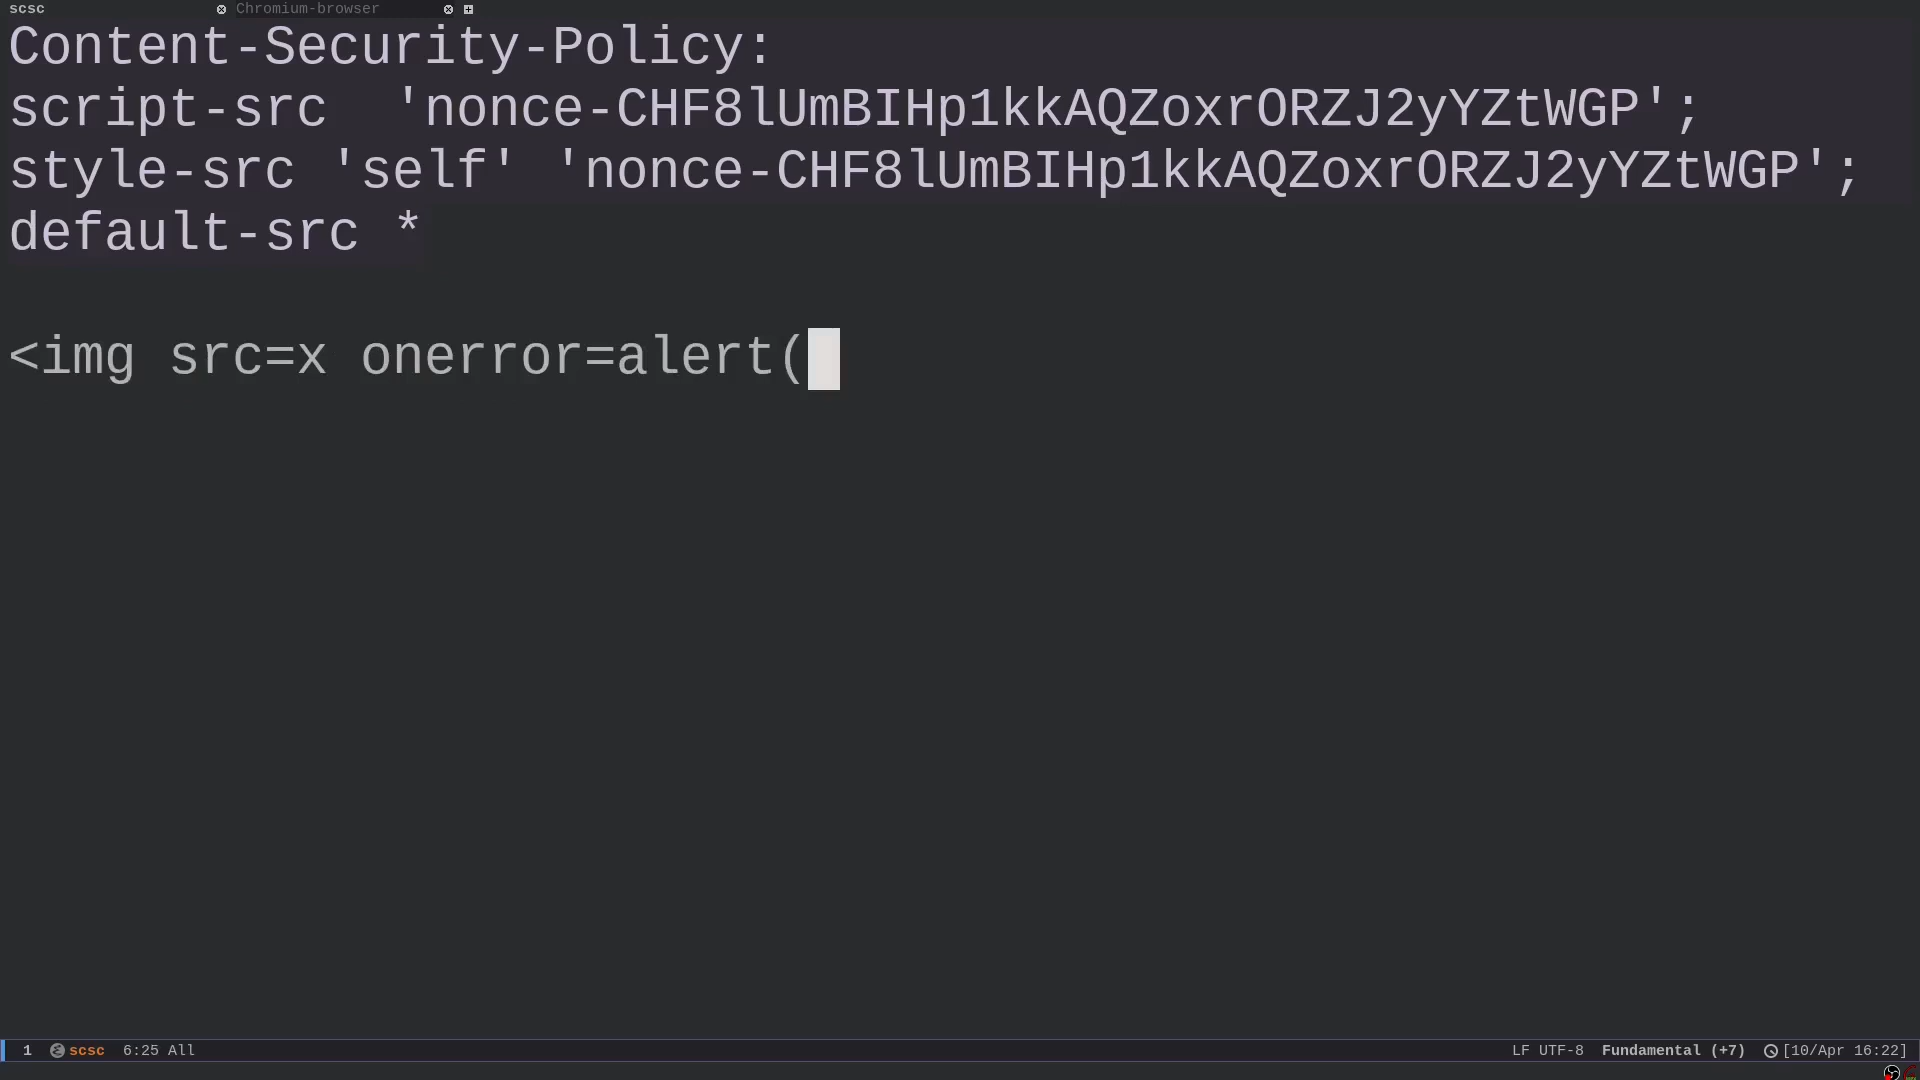 scsc Chromium-browser
Content-Security-Policy:
script-src  'nonce-CHF8lUmBIHp1kkAQZoxrORZJ2yYZtWGP';
style-src 'self' 'nonce-CHF8lUmBIHp1kkAQZoxrORZJ2yYZtWGP';
default-src *
<img src=x onerror=alert(
1 scsc 6:25 All LF UTF-8 Fundamental (+7) [10/Apr 16:22]